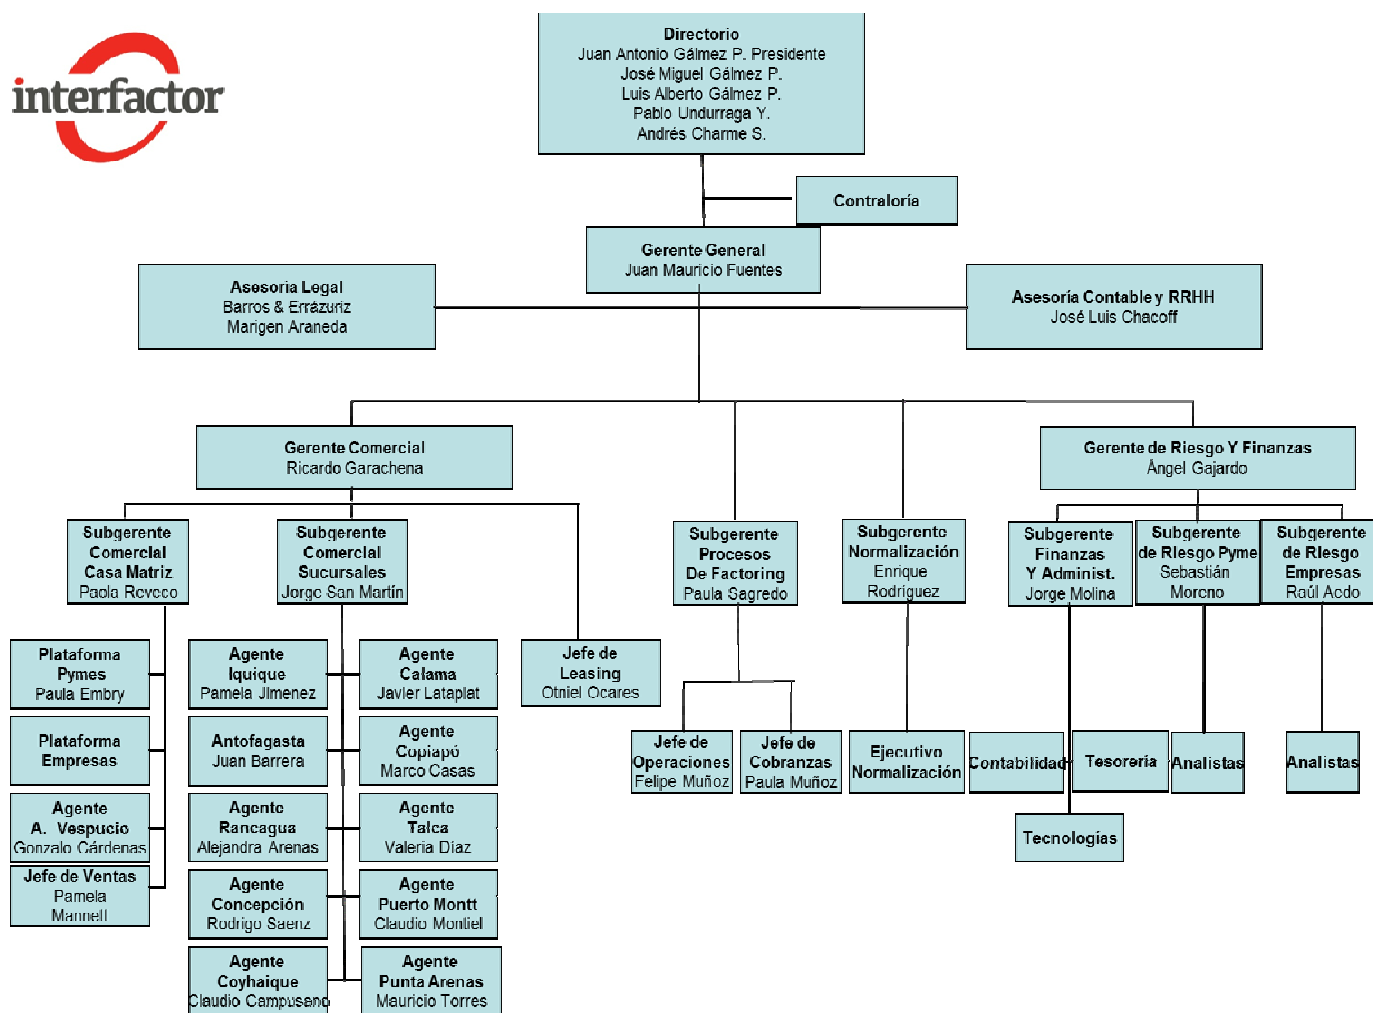 interfactor
Directorio
Juan Antonio Gálmez P. Presidente
José Miguel Gálmez P.
Luis Alberto Gálmez P.
Pablo Undurraga Y.
Andrés Charme S.
Contraloría
Gerente General
Juan Mauricio Fuentes
Asesoría Legal
Barros & Errázuriz
Marigen Araneda
Asesoría Contable y RRHH
José Luis Chacoff
Gerente Comercial
Ricardo Garachena
Gerente de Riesgo Y Finanzas
Ángel Gajardo
Subgerente
Comercial
Casa Matriz
Paola Reveco
Subgerente
Comercial
Sucursales
Jorge San Martín
Subgerente
Procesos
De Factoring
Paula Sagredo
Subgerente
Normalización
Enrique
Rodriguez
Subgerente
Finanzas
Y Administ.
Jorge Molina
Subgerente
de Riesgo Pyme
Sebastián
Moreno
Subgerente
de Riesgo
Empresas
Raúl Aedo
Plataforma
Pymes
Paula Embry
Agente
Iquique
Pamela Jimenez
Agente
Calama
Javier Lataplat
Jefe de
Leasing
Otniel Ocares
Plataforma
Empresas
Antofagasta
Juan Barrera
Agente
Copiapó
Marco Casas
Jefe de
Operaciones
Felipe Muñoz
Jefe de
Cobranzas
Paula Muñoz
Ejecutivo
Normalización
Contabilidad
Tesorería
Analistas
Analistas
Agente
A. Vespucio
Gonzalo Cárdenas
Agente
Rancagua
Alejandra Arenas
Agente
Talca
Valeria Díaz
Tecnologías
Jefe de Ventas
Pamela
Mannett
Agente
Concepción
Rodrigo Saenz
Agente
Puerto Montt
Claudio Montiel
Agente
Coyhaique
Claudio Campusano
Agente
Punta Arenas
Mauricio Torres